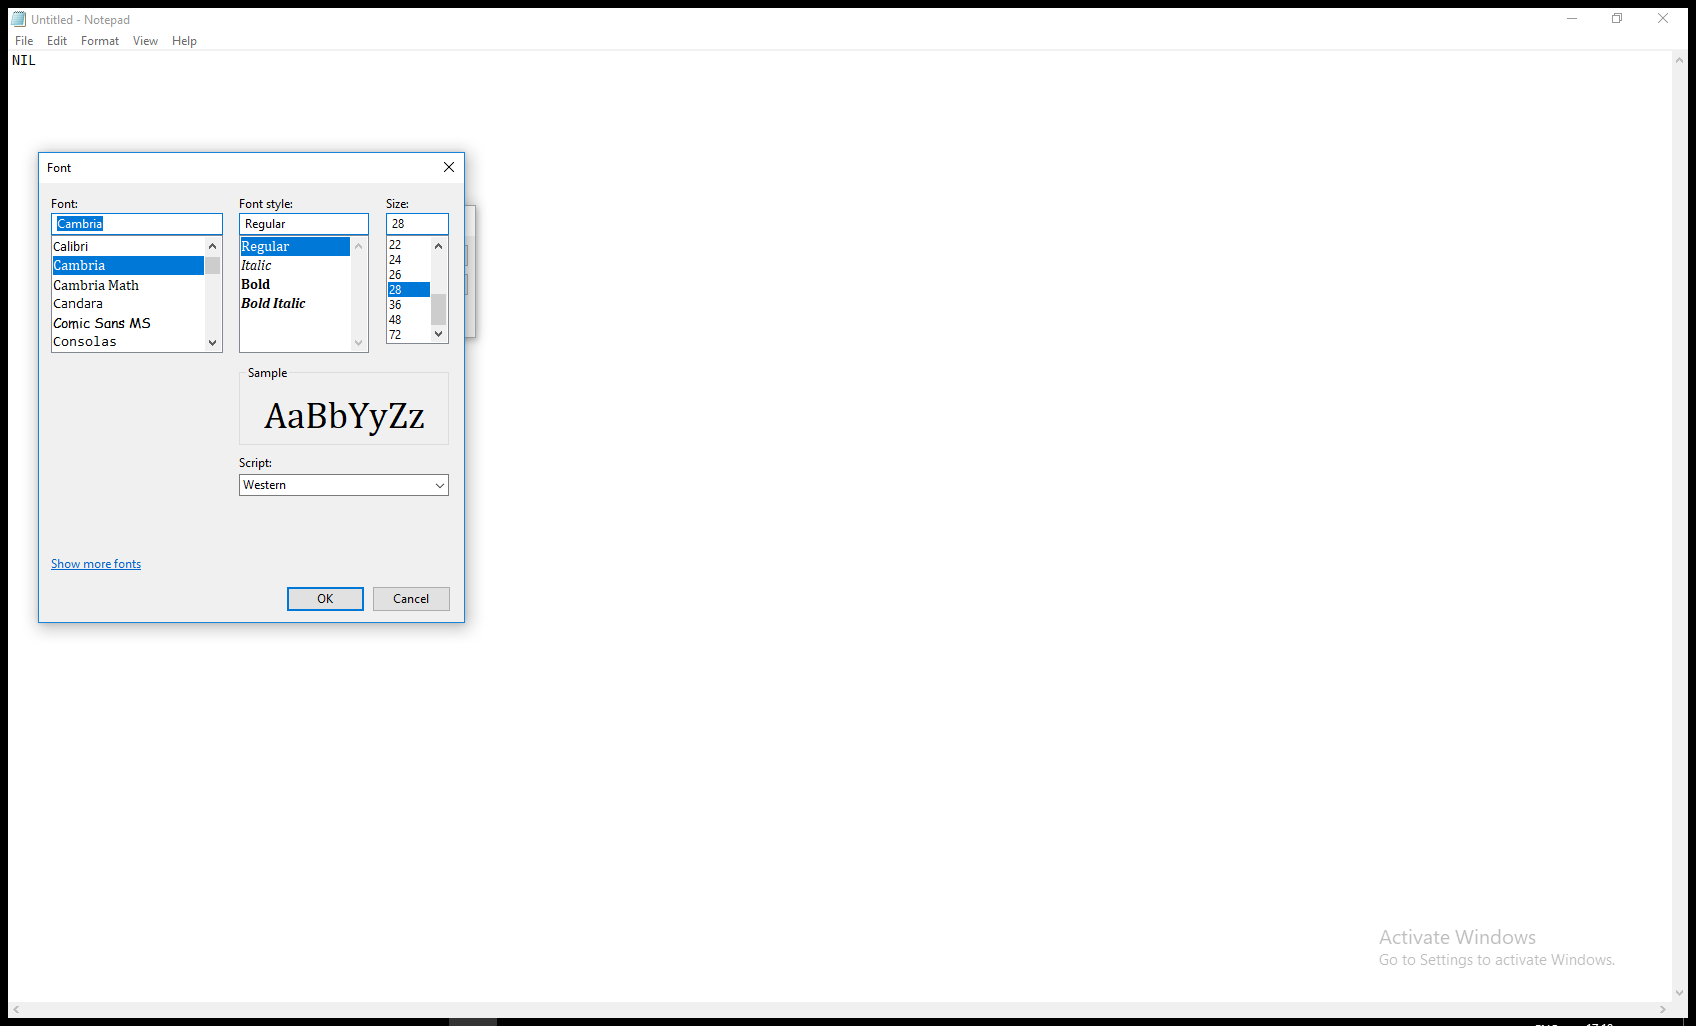 Untitled - Notepad
File Edit Format View Help
NIL
Font
Font: Font style: Size:
Cambria Regular 28
Calibri
Cambria
Cambria Math
Candara
Comic Sans MS
Consolas
Regular
Italic
Bold
Bold Italic
22
24
26
28
36
48
72
Sample
AaBbYyZz
Script:
Western
Show more fonts
OK Cancel
Activate Windows
Go to Settings to activate Windows.